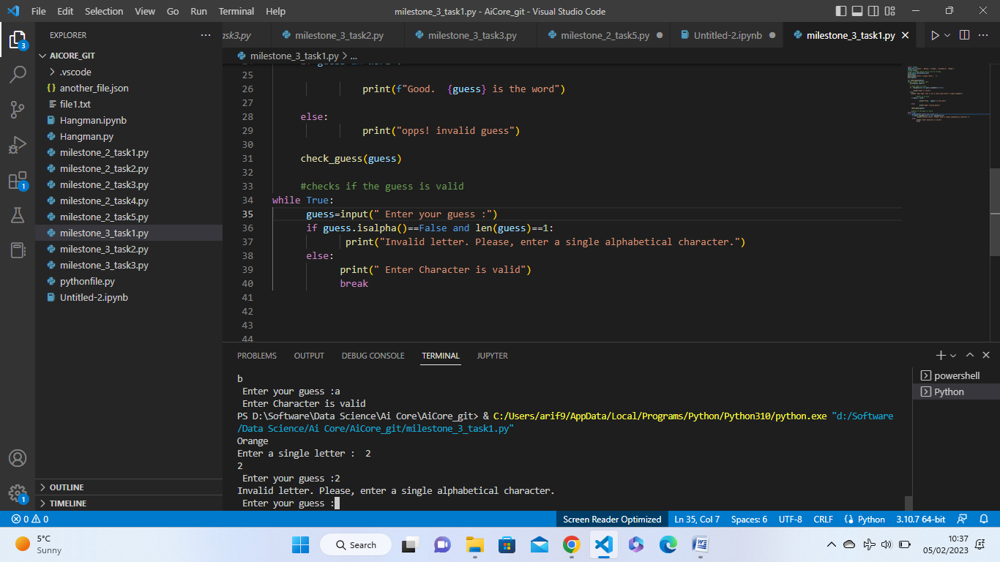 File Edit Selection View Go Run Terminal Help
milestone_3_task1.py - AiCore_git - Visual Studio Code
EXPLORER
task3.py milestone_3_task2.py milestone_3_task3.py milestone_2_task5.py Untitled-2.ipynb milestone_3_task1.py
AICORE_GIT
.vscode
another_file.json
file1.txt
Hangman.ipynb
Hangman.py
milestone_2_task1.py
milestone_2_task2.py
milestone_2_task3.py
milestone_2_task4.py
milestone_2_task5.py
milestone_3_task1.py
milestone_3_task2.py
milestone_3_task3.py
pythonfile.py
Untitled-2.ipynb
OUTLINE
TIMELINE
milestone_3_task1.py > ...
25
26 print(f"Good.  {guess} is the word")
27
28 else:
29 print("opps! invalid guess")
30
31 check_guess(guess)
32
33 #checks if the guess is valid
34 while True:
35 guess=input(" Enter your guess :")
36 if guess.isalpha()==False and len(guess)==1:
37 print("Invalid letter. Please, enter a single alphabetical character.")
38 else:
39 print(" Enter Character is valid")
40 break
41
42
43
44
PROBLEMS OUTPUT DEBUG CONSOLE TERMINAL JUPYTER
powershell
Python
b
Enter your guess :a
Enter Character is valid
PS D:\Software\Data Science\Ai Core\AiCore_git> & C:/Users/arif9/AppData/Local/Programs/Python/Python310/python.exe "d:/Software
/Data Science/Ai Core/AiCore_git/milestone_3_task1.py"
Orange
Enter a single letter :  2
2
Enter your guess :2
Invalid letter. Please, enter a single alphabetical character.
Enter your guess :
0 0 Screen Reader Optimized Ln 35, Col 7 Spaces: 6 UTF-8 CRLF Python 3.10.7 64-bit
5°C
Sunny
Search
10:37
05/02/2023